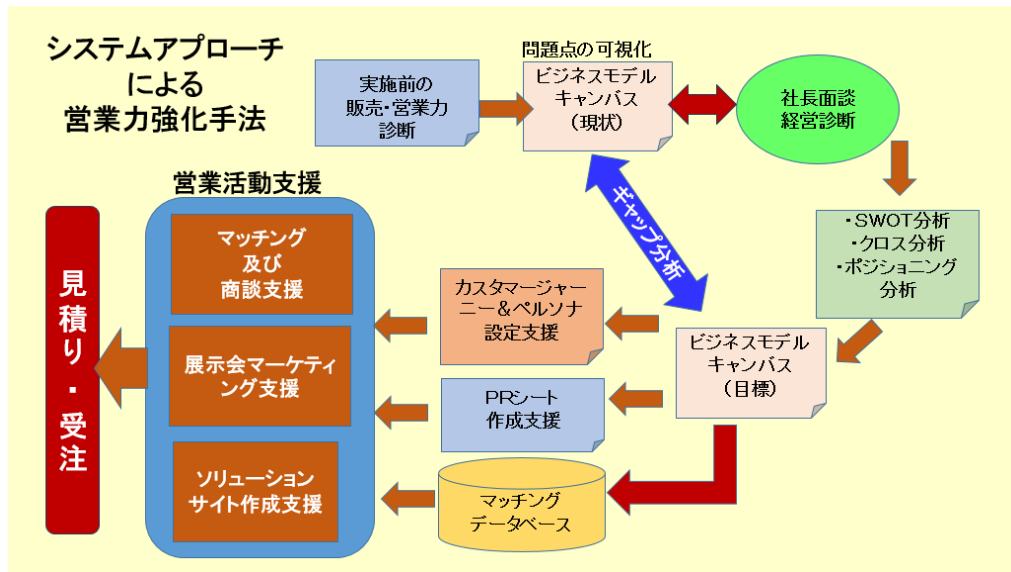 システムアプローチ
による
営業力強化手法
実施前の
販売・営業力
診断
問題点の可視化
ビジネスモデル
キャンバス
(現状)
社長面談
経営診断
・SWOT分析
・クロス分析
・ポジショニング
分析
ギャップ分析
ビジネスモデル
キャンバス
(目標)
カスタマージャー
ニー&ペルソナ
設定支援
PRシート
作成支援
マッチング
データベース
営業活動支援
マッチング
及び
商談支援
展示会マーケティ
ング支援
ソリューション
サイト作成支援
見積り・受注